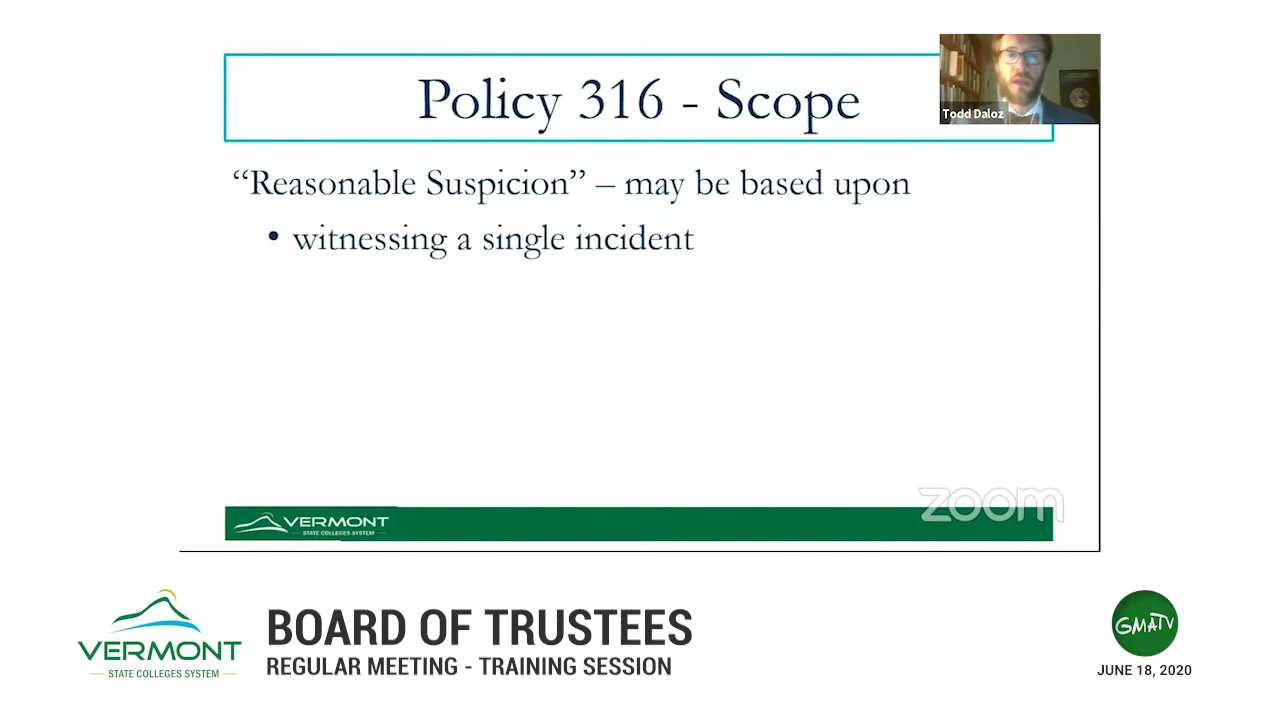 Policy 316 - Scope
Todd Daloz
“Reasonable Suspicion” – may be based upon
• witnessing a single incident
zoom
VERMONT
STATE COLLEGES SYSTEM
VERMONT
STATE COLLEGES SYSTEM
BOARD OF TRUSTEES
REGULAR MEETING - TRAINING SESSION
GMATV
JUNE 18, 2020